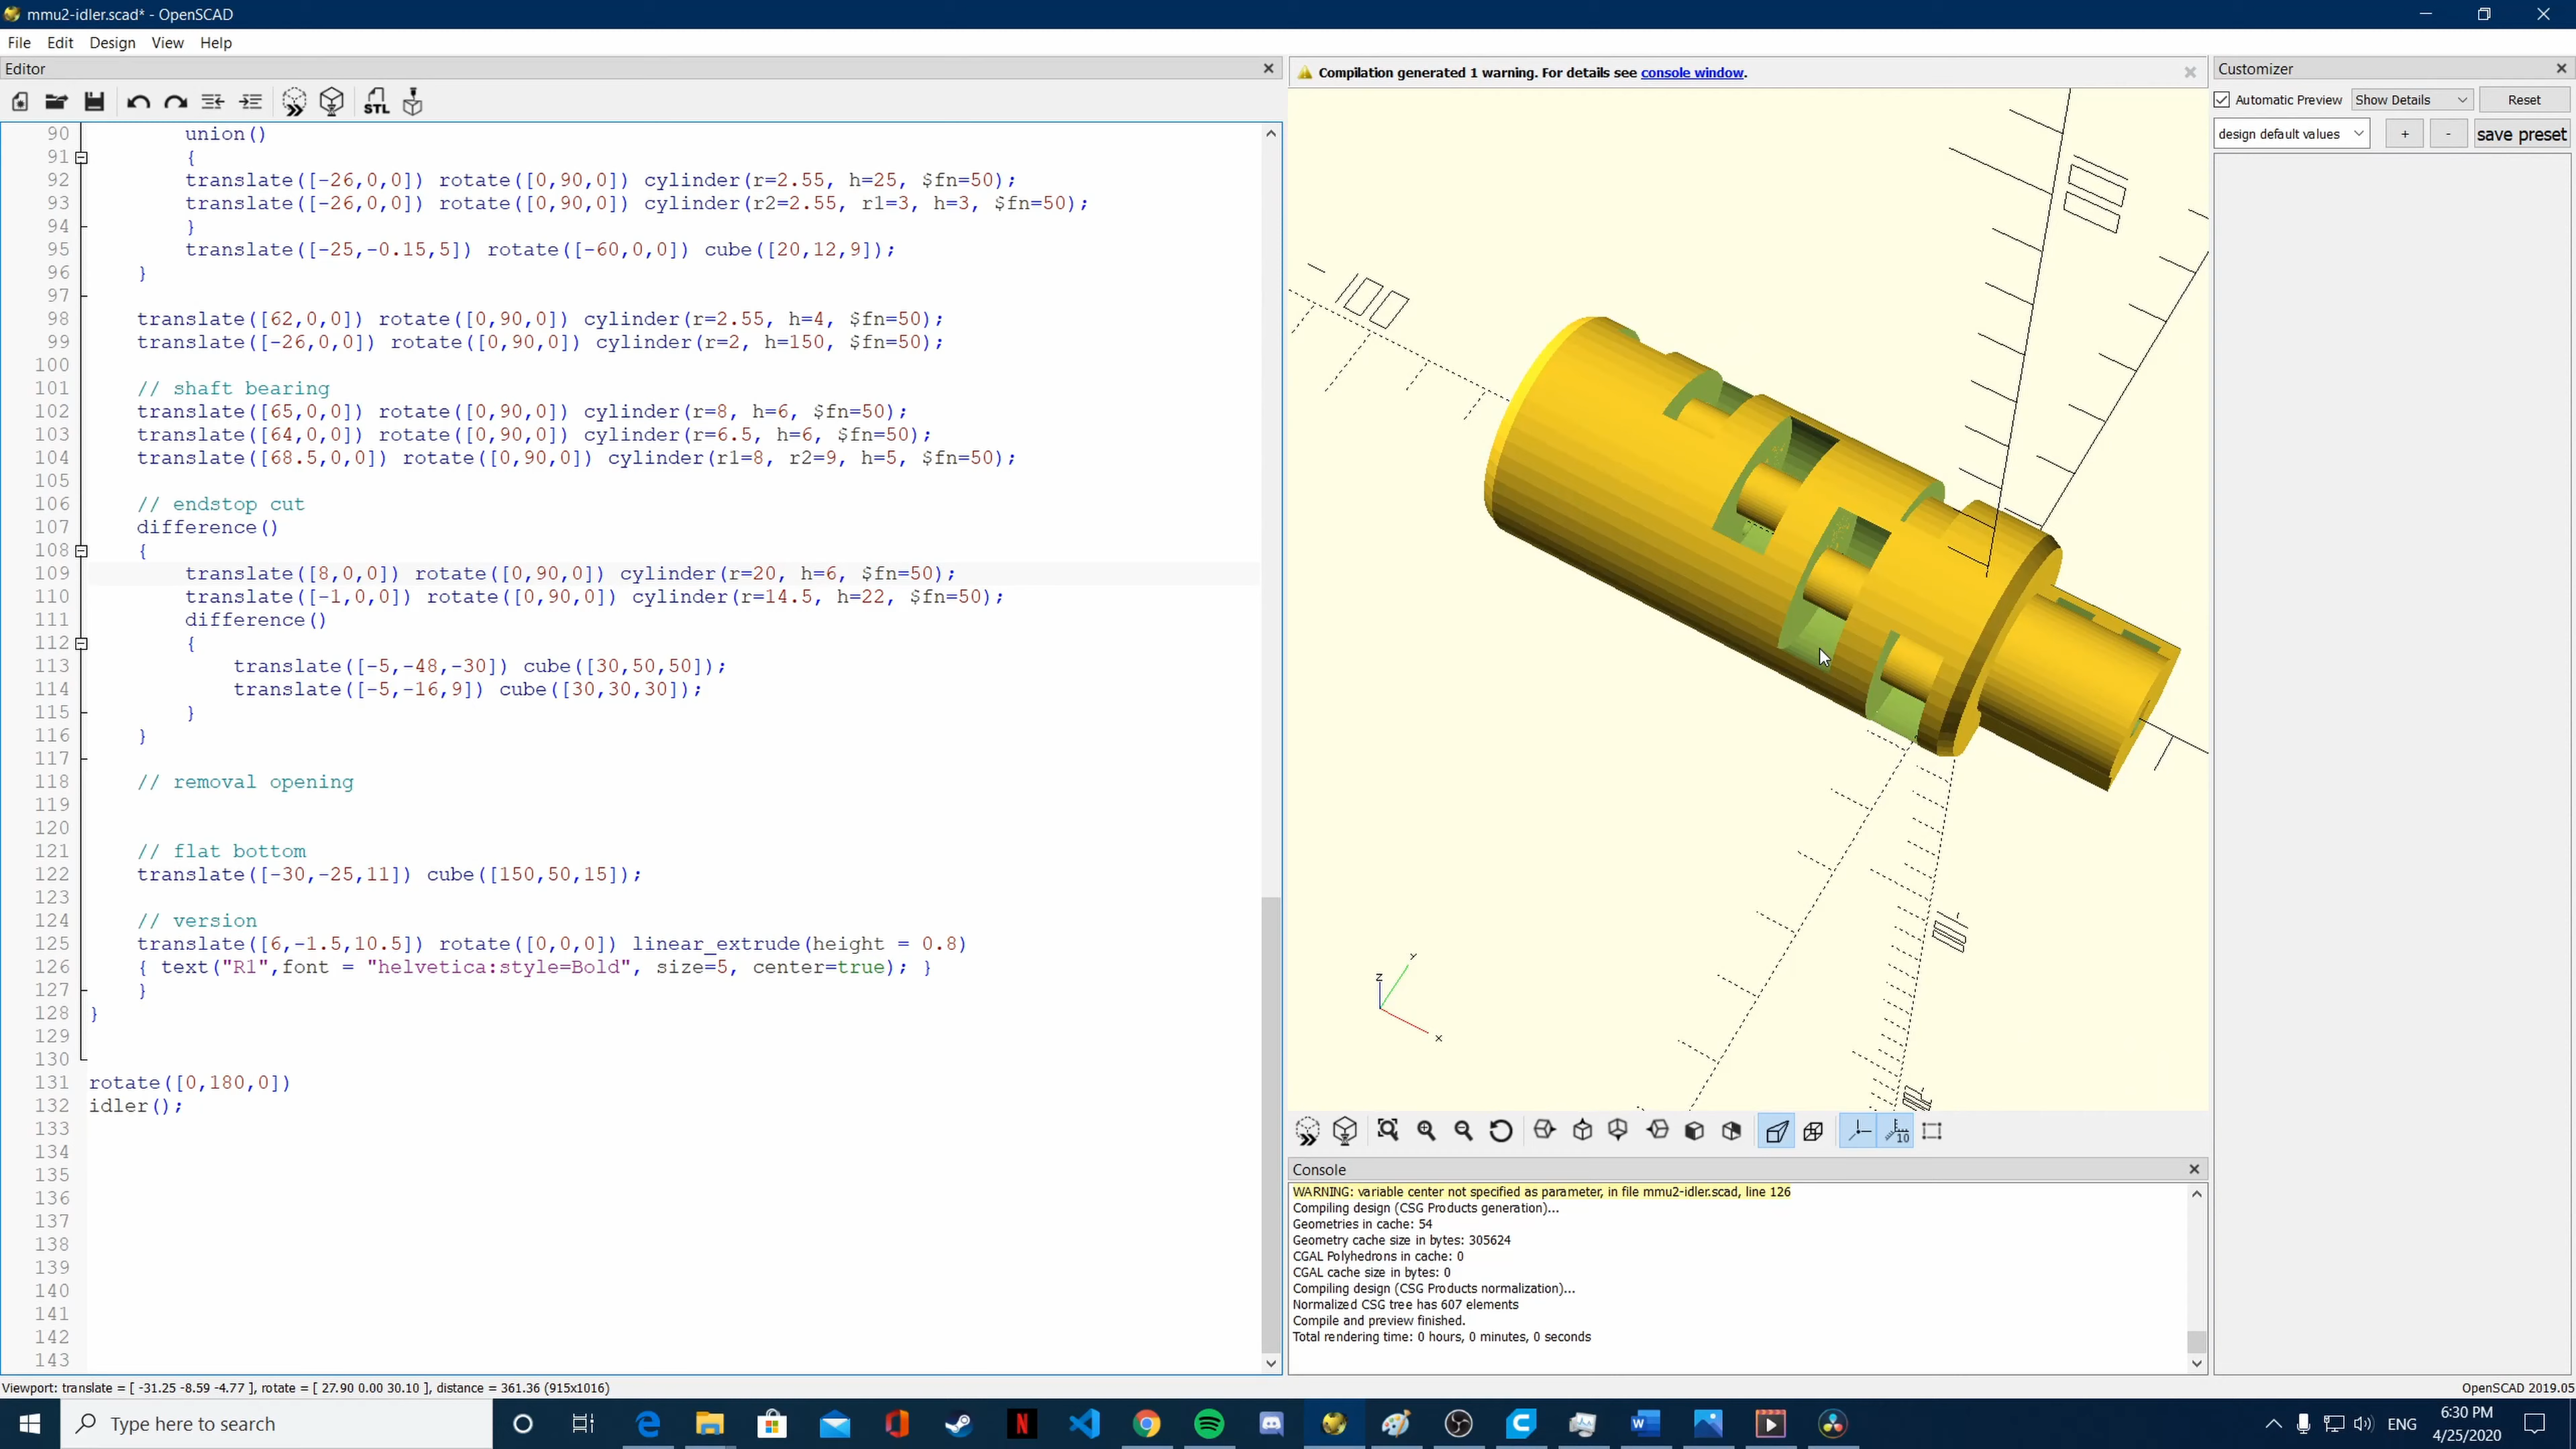 mmu2-idler.scad* - OpenSCAD
File Edit Design View Help
Editor
STL
90 union()
91 {
92 translate([-26,0,0]) rotate([0,90,0]) cylinder(r=2.55, h=25, $fn=50);
93 translate([-26,0,0]) rotate([0,90,0]) cylinder(r2=2.55, r1=3, h=3, $fn=50);
94 }
95 translate([-25,-0.15,5]) rotate([-60,0,0]) cube([20,12,9]);
96 }
97
98 translate([62,0,0]) rotate([0,90,0]) cylinder(r=2.55, h=4, $fn=50);
99 translate([-26,0,0]) rotate([0,90,0]) cylinder(r=2, h=150, $fn=50);
100
101 // shaft bearing
102 translate([65,0,0]) rotate([0,90,0]) cylinder(r=8, h=6, $fn=50);
103 translate([64,0,0]) rotate([0,90,0]) cylinder(r=6.5, h=6, $fn=50);
104 translate([68.5,0,0]) rotate([0,90,0]) cylinder(r1=8, r2=9, h=5, $fn=50);
105
106 // endstop cut
107 difference()
108 {
109 translate([8,0,0]) rotate([0,90,0]) cylinder(r=20, h=6, $fn=50);
110 translate([-1,0,0]) rotate([0,90,0]) cylinder(r=14.5, h=22, $fn=50);
111 difference()
112 {
113 translate([-5,-48,-30]) cube([30,50,50]);
114 translate([-5,-16,9]) cube([30,30,30]);
115 }
116 }
117
118 // removal opening
119
120
121 // flat bottom
122 translate([-30,-25,11]) cube([150,50,15]);
123
124 // version
125 translate([6,-1.5,10.5]) rotate([0,0,0]) linear_extrude(height = 0.8)
126 { text("R1",font = "helvetica:style=Bold", size=5, center=true); }
127 }
128 }
129
130
131 rotate([0,180,0])
132 idler();
133
134
135
136
137
138
139
140
141
142
143
Compilation generated 1 warning. For details see console window.
100
z
y
x
10
Console
WARNING: variable center not specified as parameter, in file mmu2-idler.scad, line 126
Compiling design (CSG Products generation)...
Geometries in cache: 54
Geometry cache size in bytes: 305624
CGAL Polyhedrons in cache: 0
CGAL cache size in bytes: 0
Compiling design (CSG Products normalization)...
Normalized CSG tree has 607 elements
Compile and preview finished.
Total rendering time: 0 hours, 0 minutes, 0 seconds
Customizer
Automatic Preview Show Details Reset
design default values + - save preset
Viewport: translate = [ -31.25 -8.59 -4.77 ], rotate = [ 27.90 0.00 30.10 ], distance = 361.36 (915x1016)
OpenSCAD 2019.05
Type here to search
ENG
6:30 PM
4/25/2020